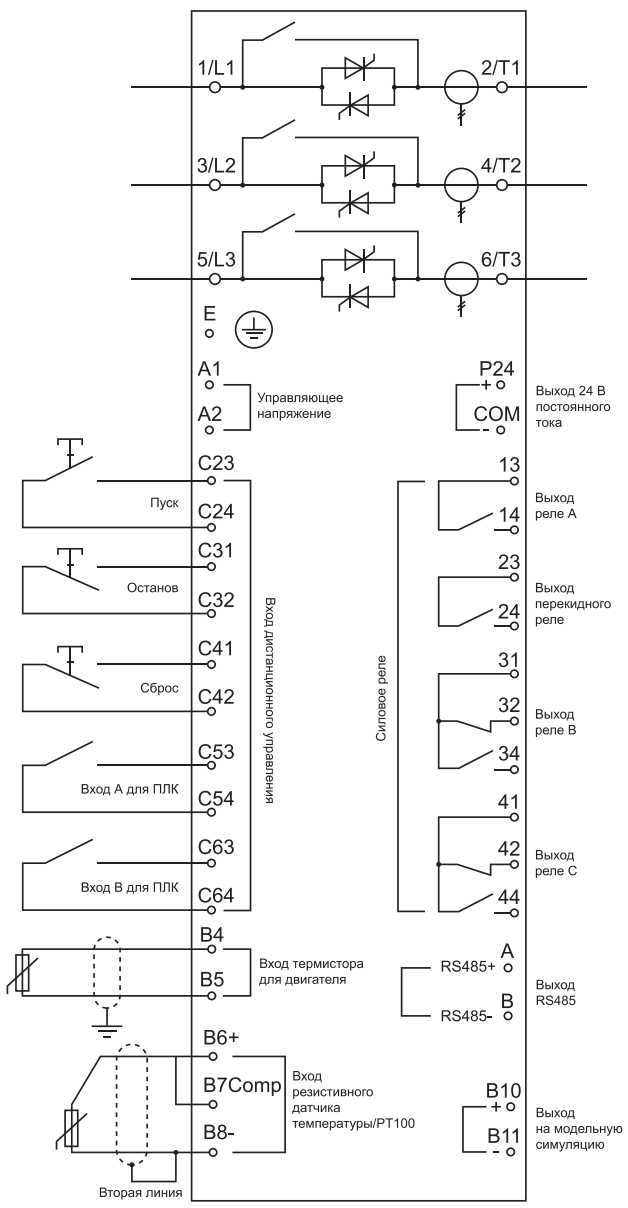 1/L1
2/T1
3/L2
4/T2
5/L3
6/T3
E
A1
A2
Управляющее
напряжение
P24
+
COM
-
Выход 24 В
постоянного
тока
C23
Пуск
C24
C31
Останов
C32
C41
Сброс
C42
C53
Вход А для ПЛК
C54
C63
Вход В для ПЛК
C64
Вход дистанционного управления
Силовое реле
13
14
Выход
реле А
23
24
Выход
перекидного
реле
31
32
34
Выход
реле В
41
42
44
Выход
реле С
B4
B5
Вход термистора
для двигателя
A
RS485+
B
RS485-
Выход
RS485
B6+
B7Comp
B8-
Вход
резистивного
датчика
температуры/PT100
Вторая линия
B10
+
B11
-
Выход
на модельную
симуляцию